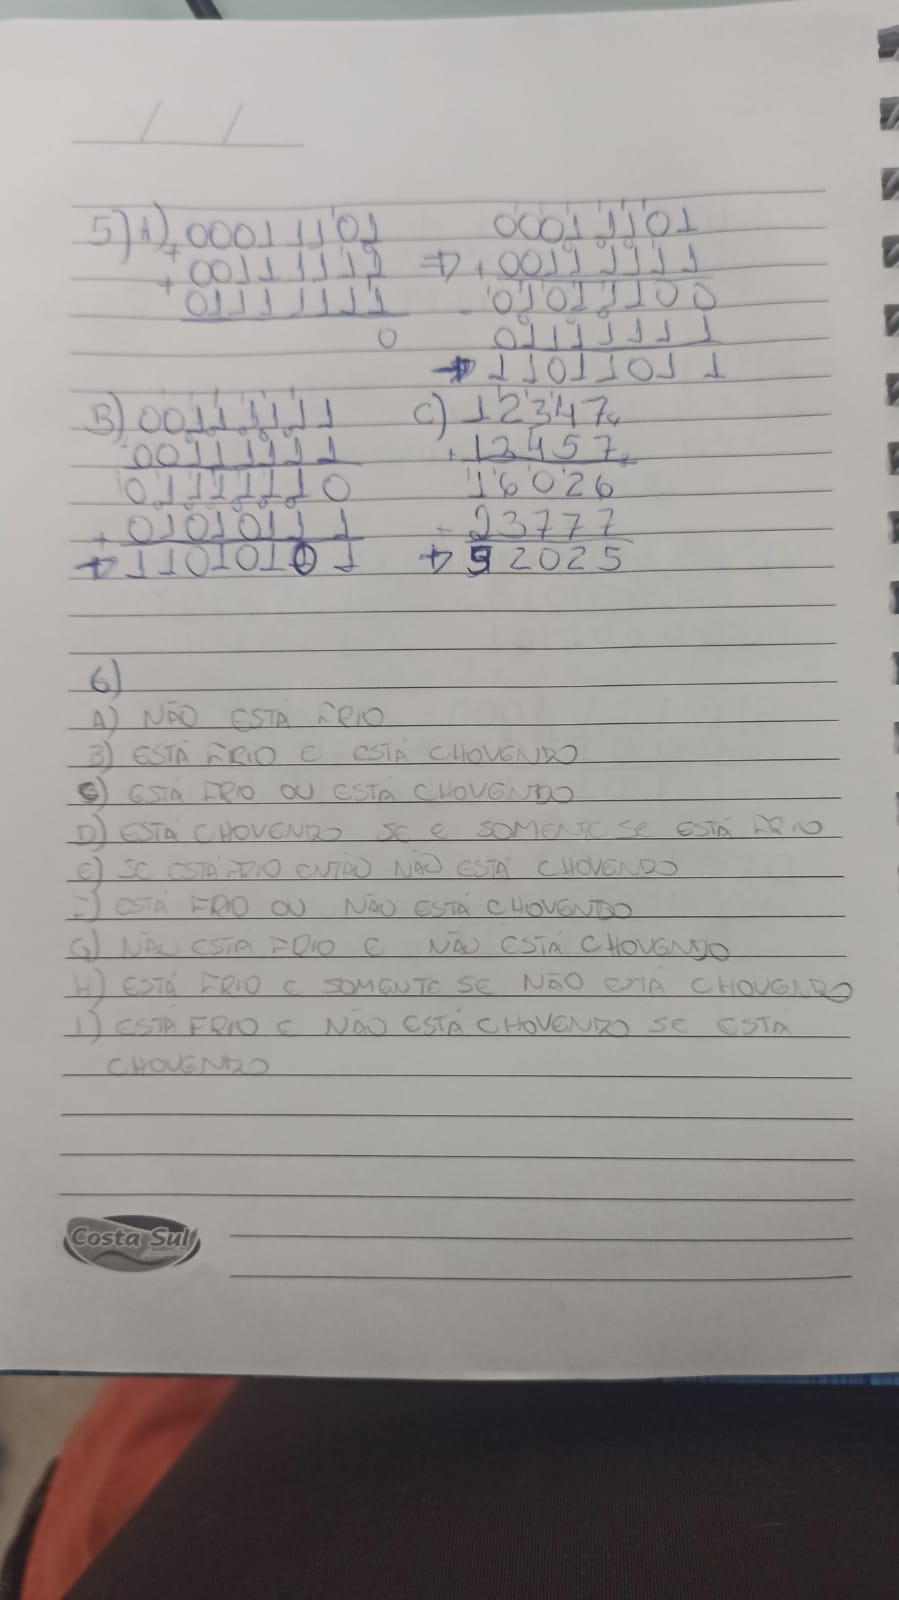 / /
5) A) 00011101 00011101
+ 00111111 ⇒ + 00111111
+ 01111111 01011100
0 01111111
⇒ 11011011
B) 00111111 C) 12347
00111111 + 12457
01111110 16026
+ 01010111 23777
⇒ 11010101 ⇒ 52025
6)
A) NÃO ESTÁ FRIO
B) ESTÁ FRIO E ESTÁ CHOVENDO
C) ESTÁ FRIO OU ESTÁ CHOVENDO
D) ESTÁ CHOVENDO SE E SOMENTE SE ESTÁ FRIO
E) SE ESTÁ FRIO ENTÃO NÃO ESTÁ CHOVENDO
F) ESTÁ FRIO OU NÃO ESTÁ CHOVENDO
G) NÃO ESTÁ FRIO E NÃO ESTÁ CHOVENDO
H) ESTÁ FRIO E SOMENTE SE NÃO ESTÁ CHOVENDO
I) ESTÁ FRIO E NÃO ESTÁ CHOVENDO SE ESTA
CHOVENDO
Costa Sul